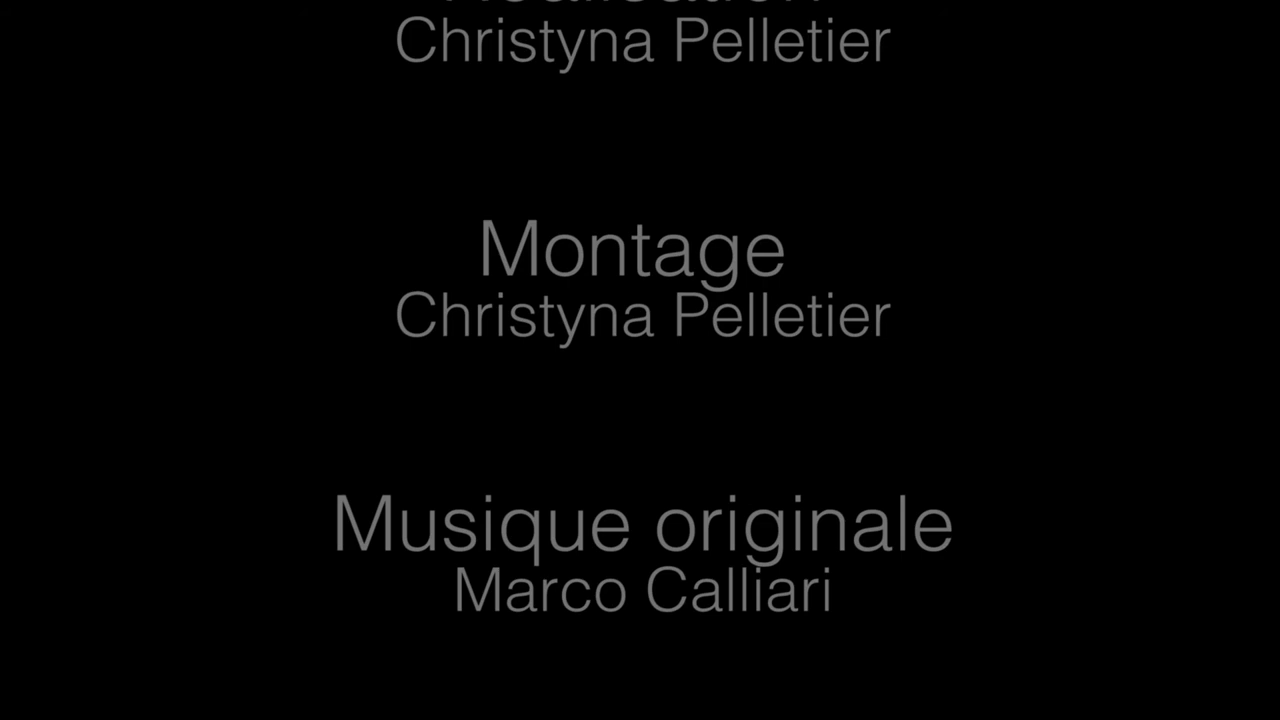 Christyna Pelletier
Montage
Christyna Pelletier
Musique originale
Marco Calliari